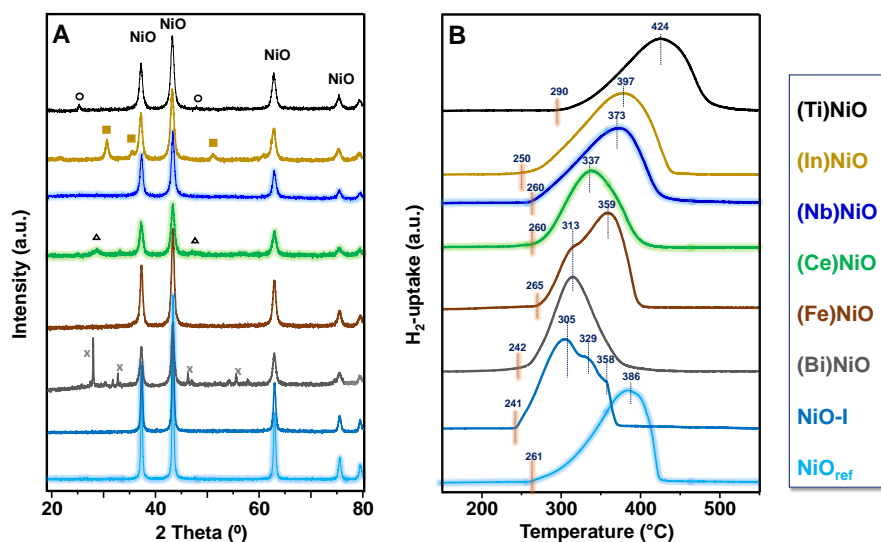 A
NiO
NiO
NiO
NiO
x
x
x
x
Intensity (a.u.)
20
40
60
80
2 Theta (º)
B
424
290
397
250
373
260
337
260
313
359
265
242
305
329
358
241
386
261
H2-uptake (a.u.)
200
300
400
500
Temperature (°C)
(Ti)NiO
(In)NiO
(Nb)NiO
(Ce)NiO
(Fe)NiO
(Bi)NiO
NiO-I
NiOref